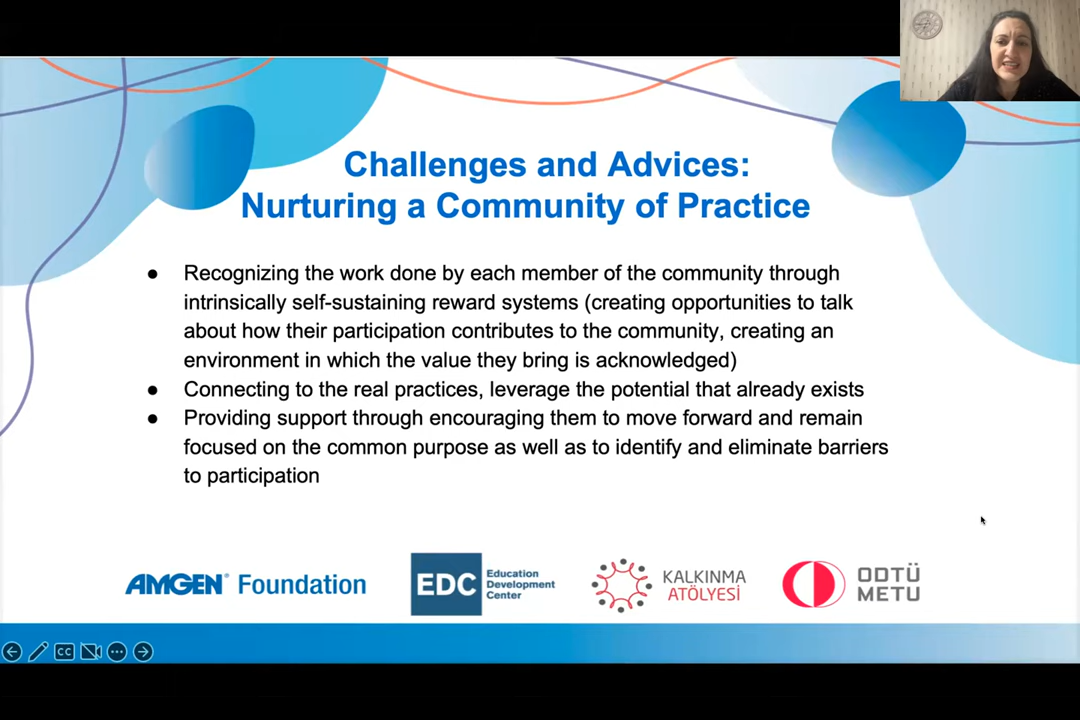 Challenges and Advices:
Nurturing a Community of Practice
● Recognizing the work done by each member of the community through
intrinsically self-sustaining reward systems (creating opportunities to talk
about how their participation contributes to the community, creating an
environment in which the value they bring is acknowledged)
● Connecting to the real practices, leverage the potential that already exists
● Providing support through encouraging them to move forward and remain
focused on the common purpose as well as to identify and eliminate barriers
to participation
AMGEN® Foundation
EDC
Education
Development
Center
KALKINMA
ATÖLYESİ
ODTÜ
METU
CC